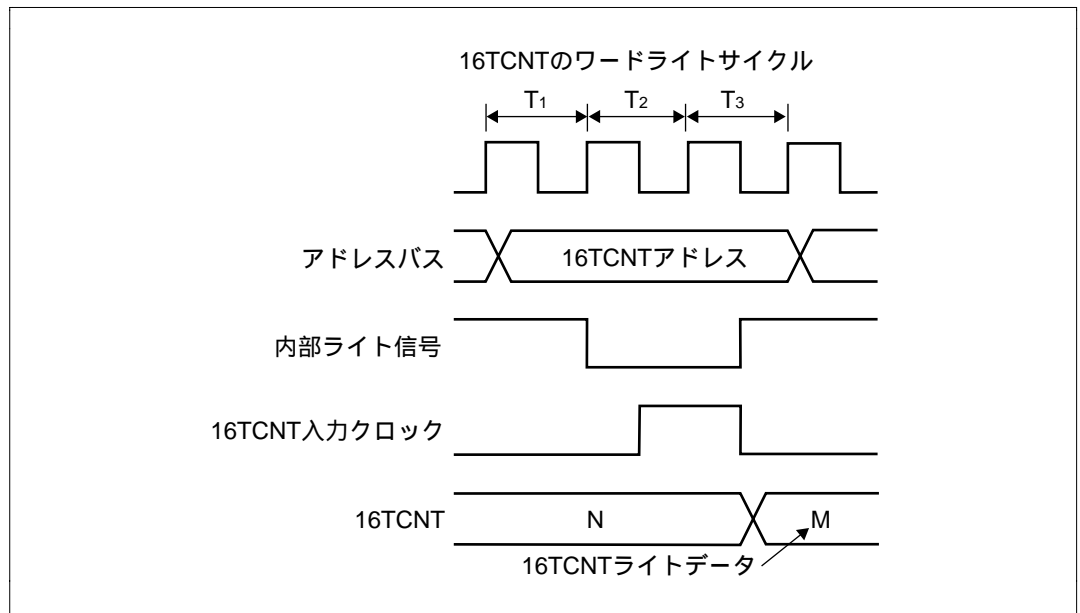 16TCNTのワードライトサイクル
T1 T2 T3
アドレスバス 16TCNTアドレス
内部ライト信号
16TCNT入力クロック
16TCNT N M
16TCNTライトデータ